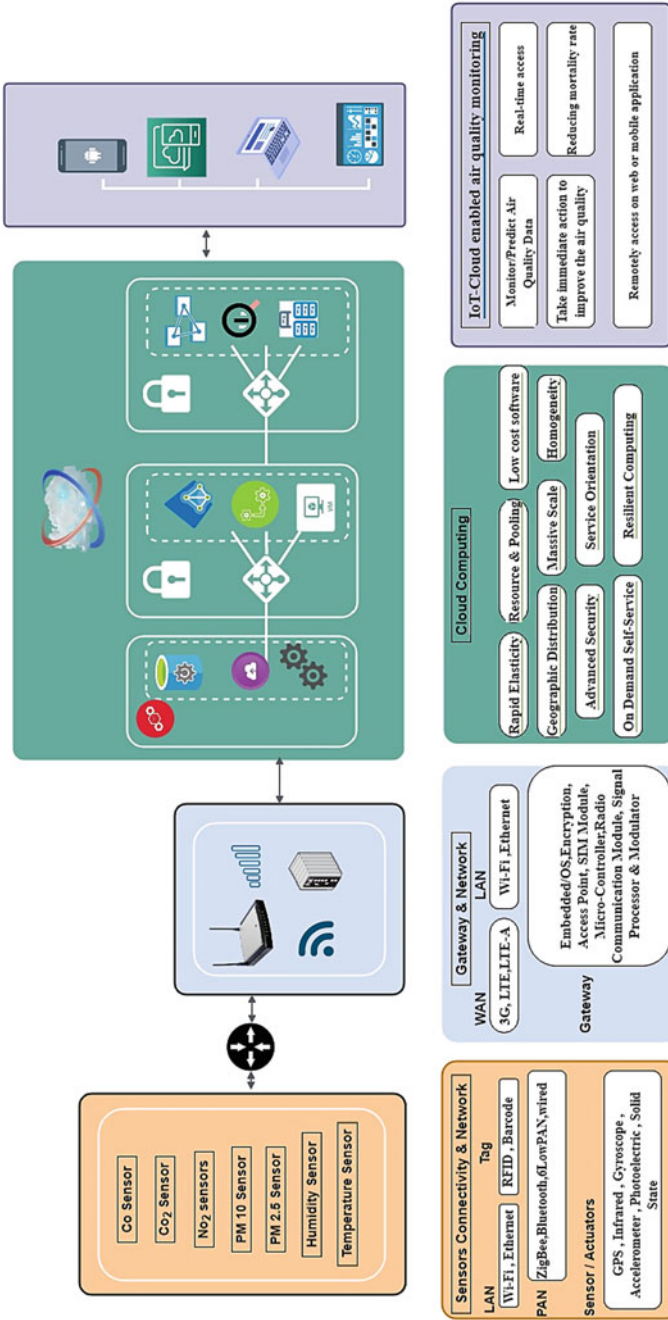 Co Sensor
Co2 Sensor
No2 sensors
PM 10 Sensor
PM 2.5 Sensor
Humidity Sensor
Temperature Sensor
VM
Sensors Connectivity & Network
LAN
Tag
Wi-Fi , Ethernet
RFID , Barcode
PAN
ZigBee,Bluetooth,6LowPAN,wired
Sensor / Actuators
GPS , Infrared , Gyroscope ,
Accelerometer , Photoelectric , Solid
State
Gateway & Network
WAN
LAN
3G, LTE,LTE-A
Wi-Fi ,Ethernet
Gateway
Embedded/OS,Encryption,
Access Point, SIM Module,
Micro-Controller,Radio
Communication Module, Signal
Processor & Modulator
Cloud Computing
Rapid Elasticity
Resource & Pooling
Low cost software
Geographic Distribution
Massive Scale
Homogeneity
Advanced Security
Service Orientation
On Demand Self-Service
Resilient Computing
IoT-Cloud enabled air quality monitoring
Monitor/Predict Air
Quality Data
Real-time access
Take immediate action to
improve the air quality
Reducing mortality rate
Remotely access on web or mobile application